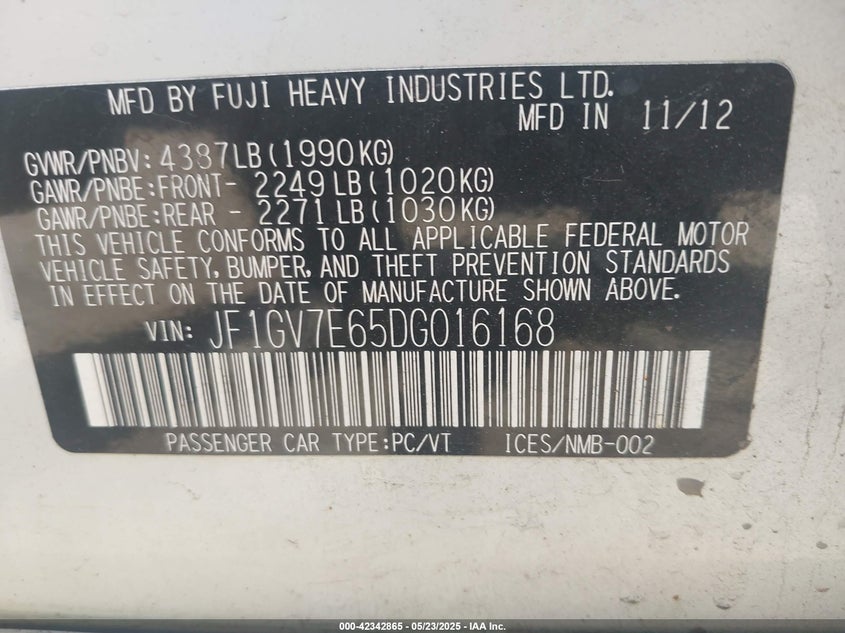 MFD BY FUJI HEAVY INDUSTRIES LTD.
MFD IN 11/12
GVWR/PNBV: 4387LB(1990KG)
GAWR/PNBE:FRONT- 2249LB(1020KG)
GAWR/PNBE:REAR - 2271LB(1030KG)
THIS VEHICLE CONFORMS TO ALL APPLICABLE FEDERAL MOTOR
VEHICLE SAFETY, BUMPER, AND THEFT PREVENTION STANDARDS
IN EFFECT ON THE DATE OF MANUFACTURE SHOWN ABOVE.
VIN: JF1GV7E65DG016168
PASSENGER CAR TYPE:PC/VT ICES/NMB-002
000-42342865 - 05/23/2025 - IAA Inc.